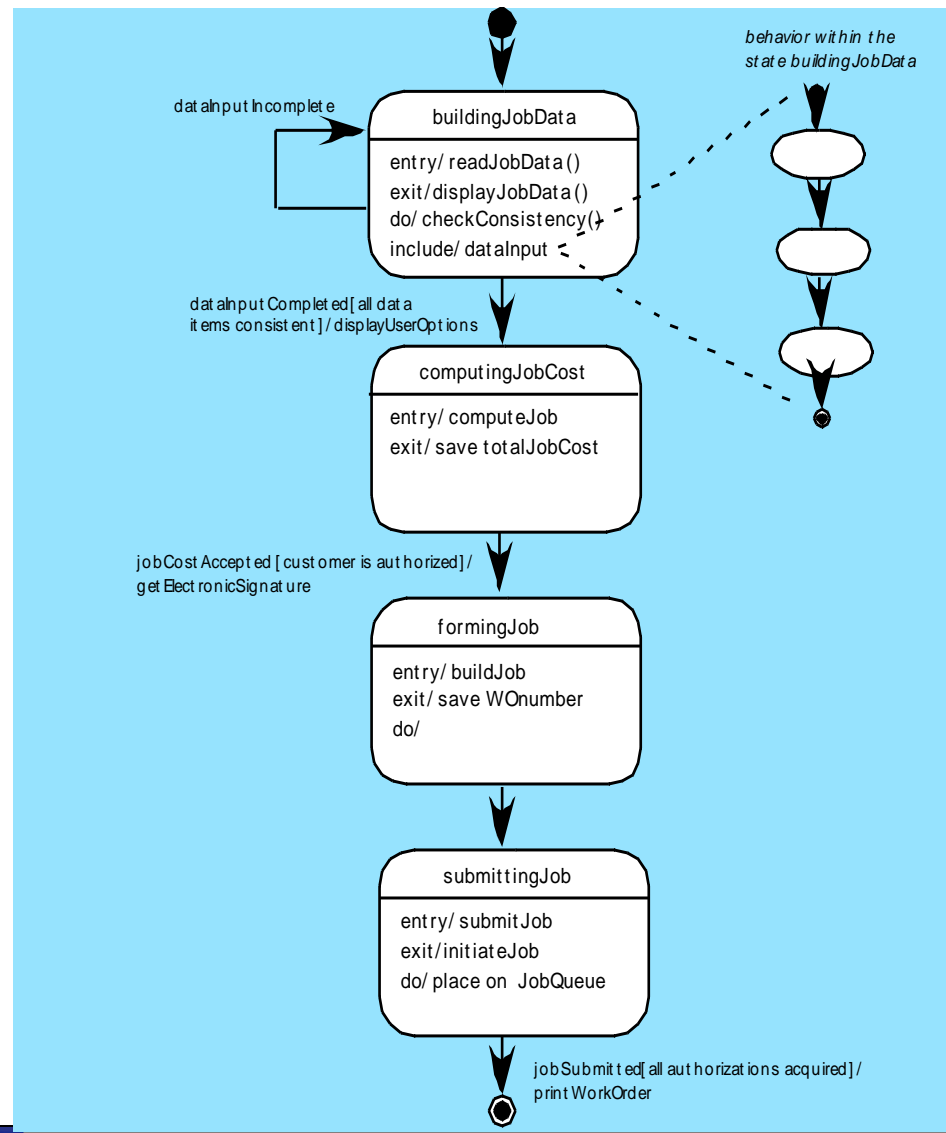 behavior within the
state buildingJobData
dataInputIncomplete
buildingJobData
entry/readJobData()
exit/displayJobData()
do/checkConsistency()
include/dataInput
dataInputCompleted[all data
items consistent]/displayUserOptions
computingJobCost
entry/computeJob
exit/save totalJobCost
jobCostAccepted [customer is authorized]/
getElectronicSignature
formingJob
entry/buildJob
exit/save WOnumber
do/
submittingJob
entry/submitJob
exit/initiateJob
do/place on JobQueue
jobSubmitted[all authorizations acquired]/
printWorkOrder